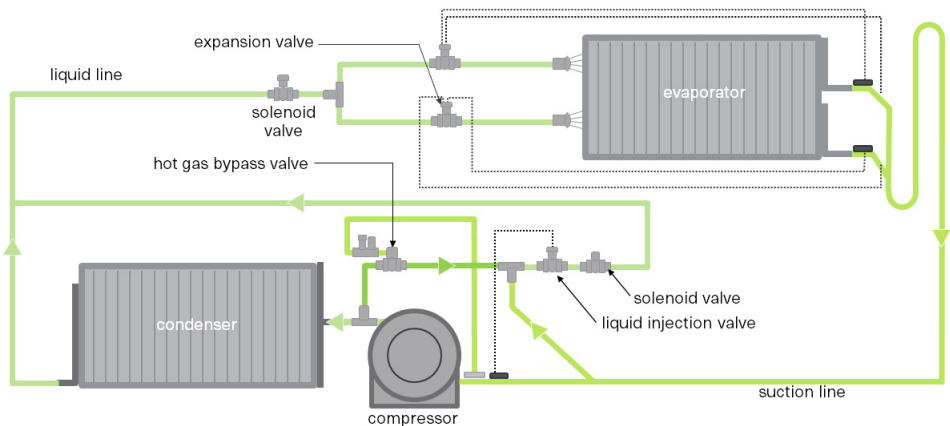 expansion valve
liquid line
evaporator
solenoid
valve
hot gas bypass valve
solenoid valve
condenser
liquid injection valve
suction line
compressor